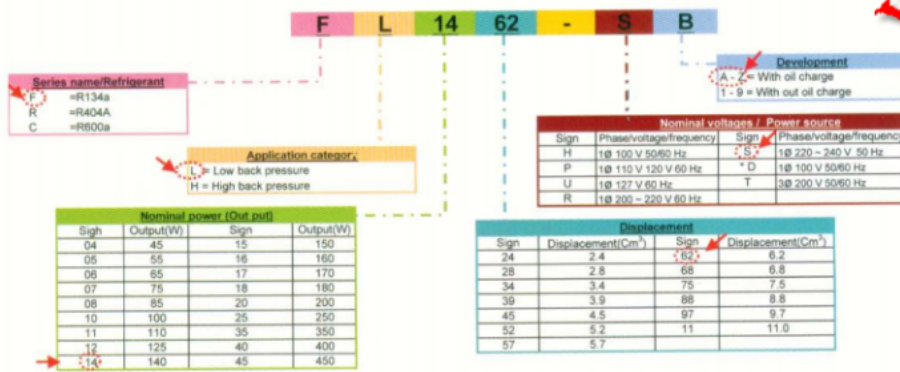 F L 14 62 - S B
Series name/Refrigerant
F =R134a
R =R404A
C =R600a
Development
A - Z = With oil charge
1 - 9 = With out oil charge
Application category
L = Low back pressure
H = High back pressure
Nominal voltages / Power source
Sign Phase/voltage/frequency Sign Phase/voltage/frequency
H 1Ø 100 V 50/60 Hz S 1Ø 220 ~ 240 V 50 Hz
P 1Ø 110 V 120 V 60 Hz * D 1Ø 100 V 50/60 Hz
U 1Ø 127 V 60 Hz T 3Ø 200 V 50/60 Hz
R 1Ø 200 ~ 220 V 60 Hz
Nominal power (Out put)
Sigh Output(W) Sign Output(W)
04 45 15 150
05 55 16 160
06 65 17 170
07 75 18 180
08 85 20 200
10 100 25 250
11 110 35 350
12 125 40 400
14 140 45 450
Displacement
Sign Displacement(Cm³) Sign Displacement(Cm³)
24 2.4 62 6.2
28 2.8 68 6.8
34 3.4 75 7.5
39 3.9 88 8.8
45 4.5 97 9.7
52 5.2 11 11.0
57 5.7